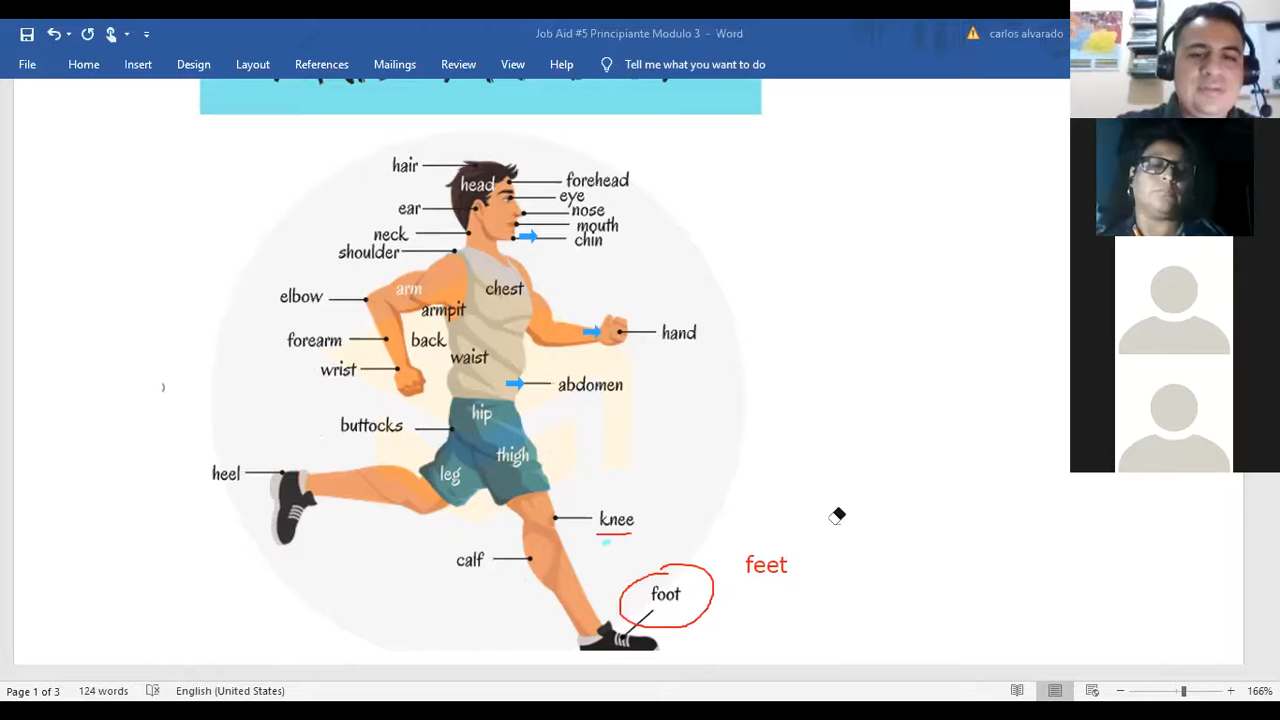 Job Aid #5 Principiante Modulo 3 - Word
carlos alvarado
File Home Insert Design Layout References Mailings Review View Help Tell me what you want to do
hair
head
forehead
eye
ear
nose
mouth
neck
chin
shoulder
arm
chest
elbow
armpit
hand
forearm
back
waist
wrist
abdomen
hip
buttocks
thigh
heel
leg
knee
calf
feet
foot
Page 1 of 3 124 words English (United States) 166%